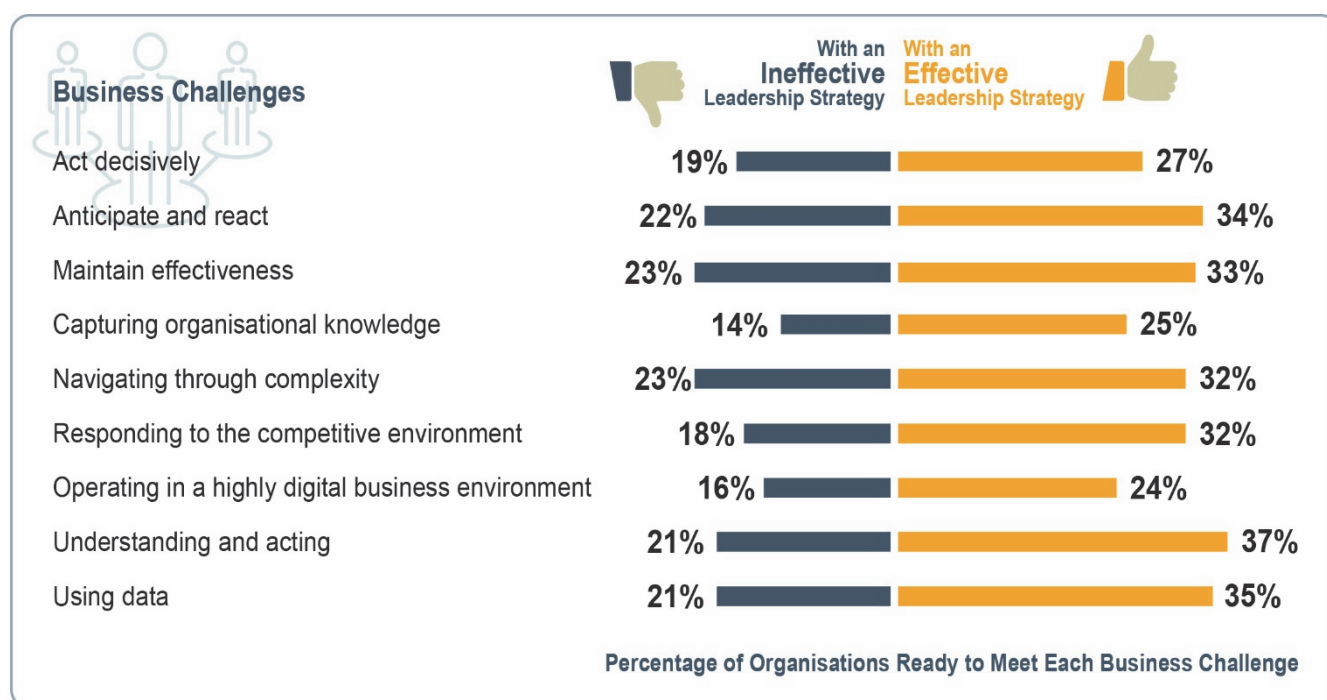 Business Challenges
With an
Ineffective
Leadership Strategy
With an
Effective
Leadership Strategy
Act decisively 19% 27%
Anticipate and react 22% 34%
Maintain effectiveness 23% 33%
Capturing organisational knowledge 14% 25%
Navigating through complexity 23% 32%
Responding to the competitive environment 18% 32%
Operating in a highly digital business environment 16% 24%
Understanding and acting 21% 37%
Using data 21% 35%
Percentage of Organisations Ready to Meet Each Business Challenge